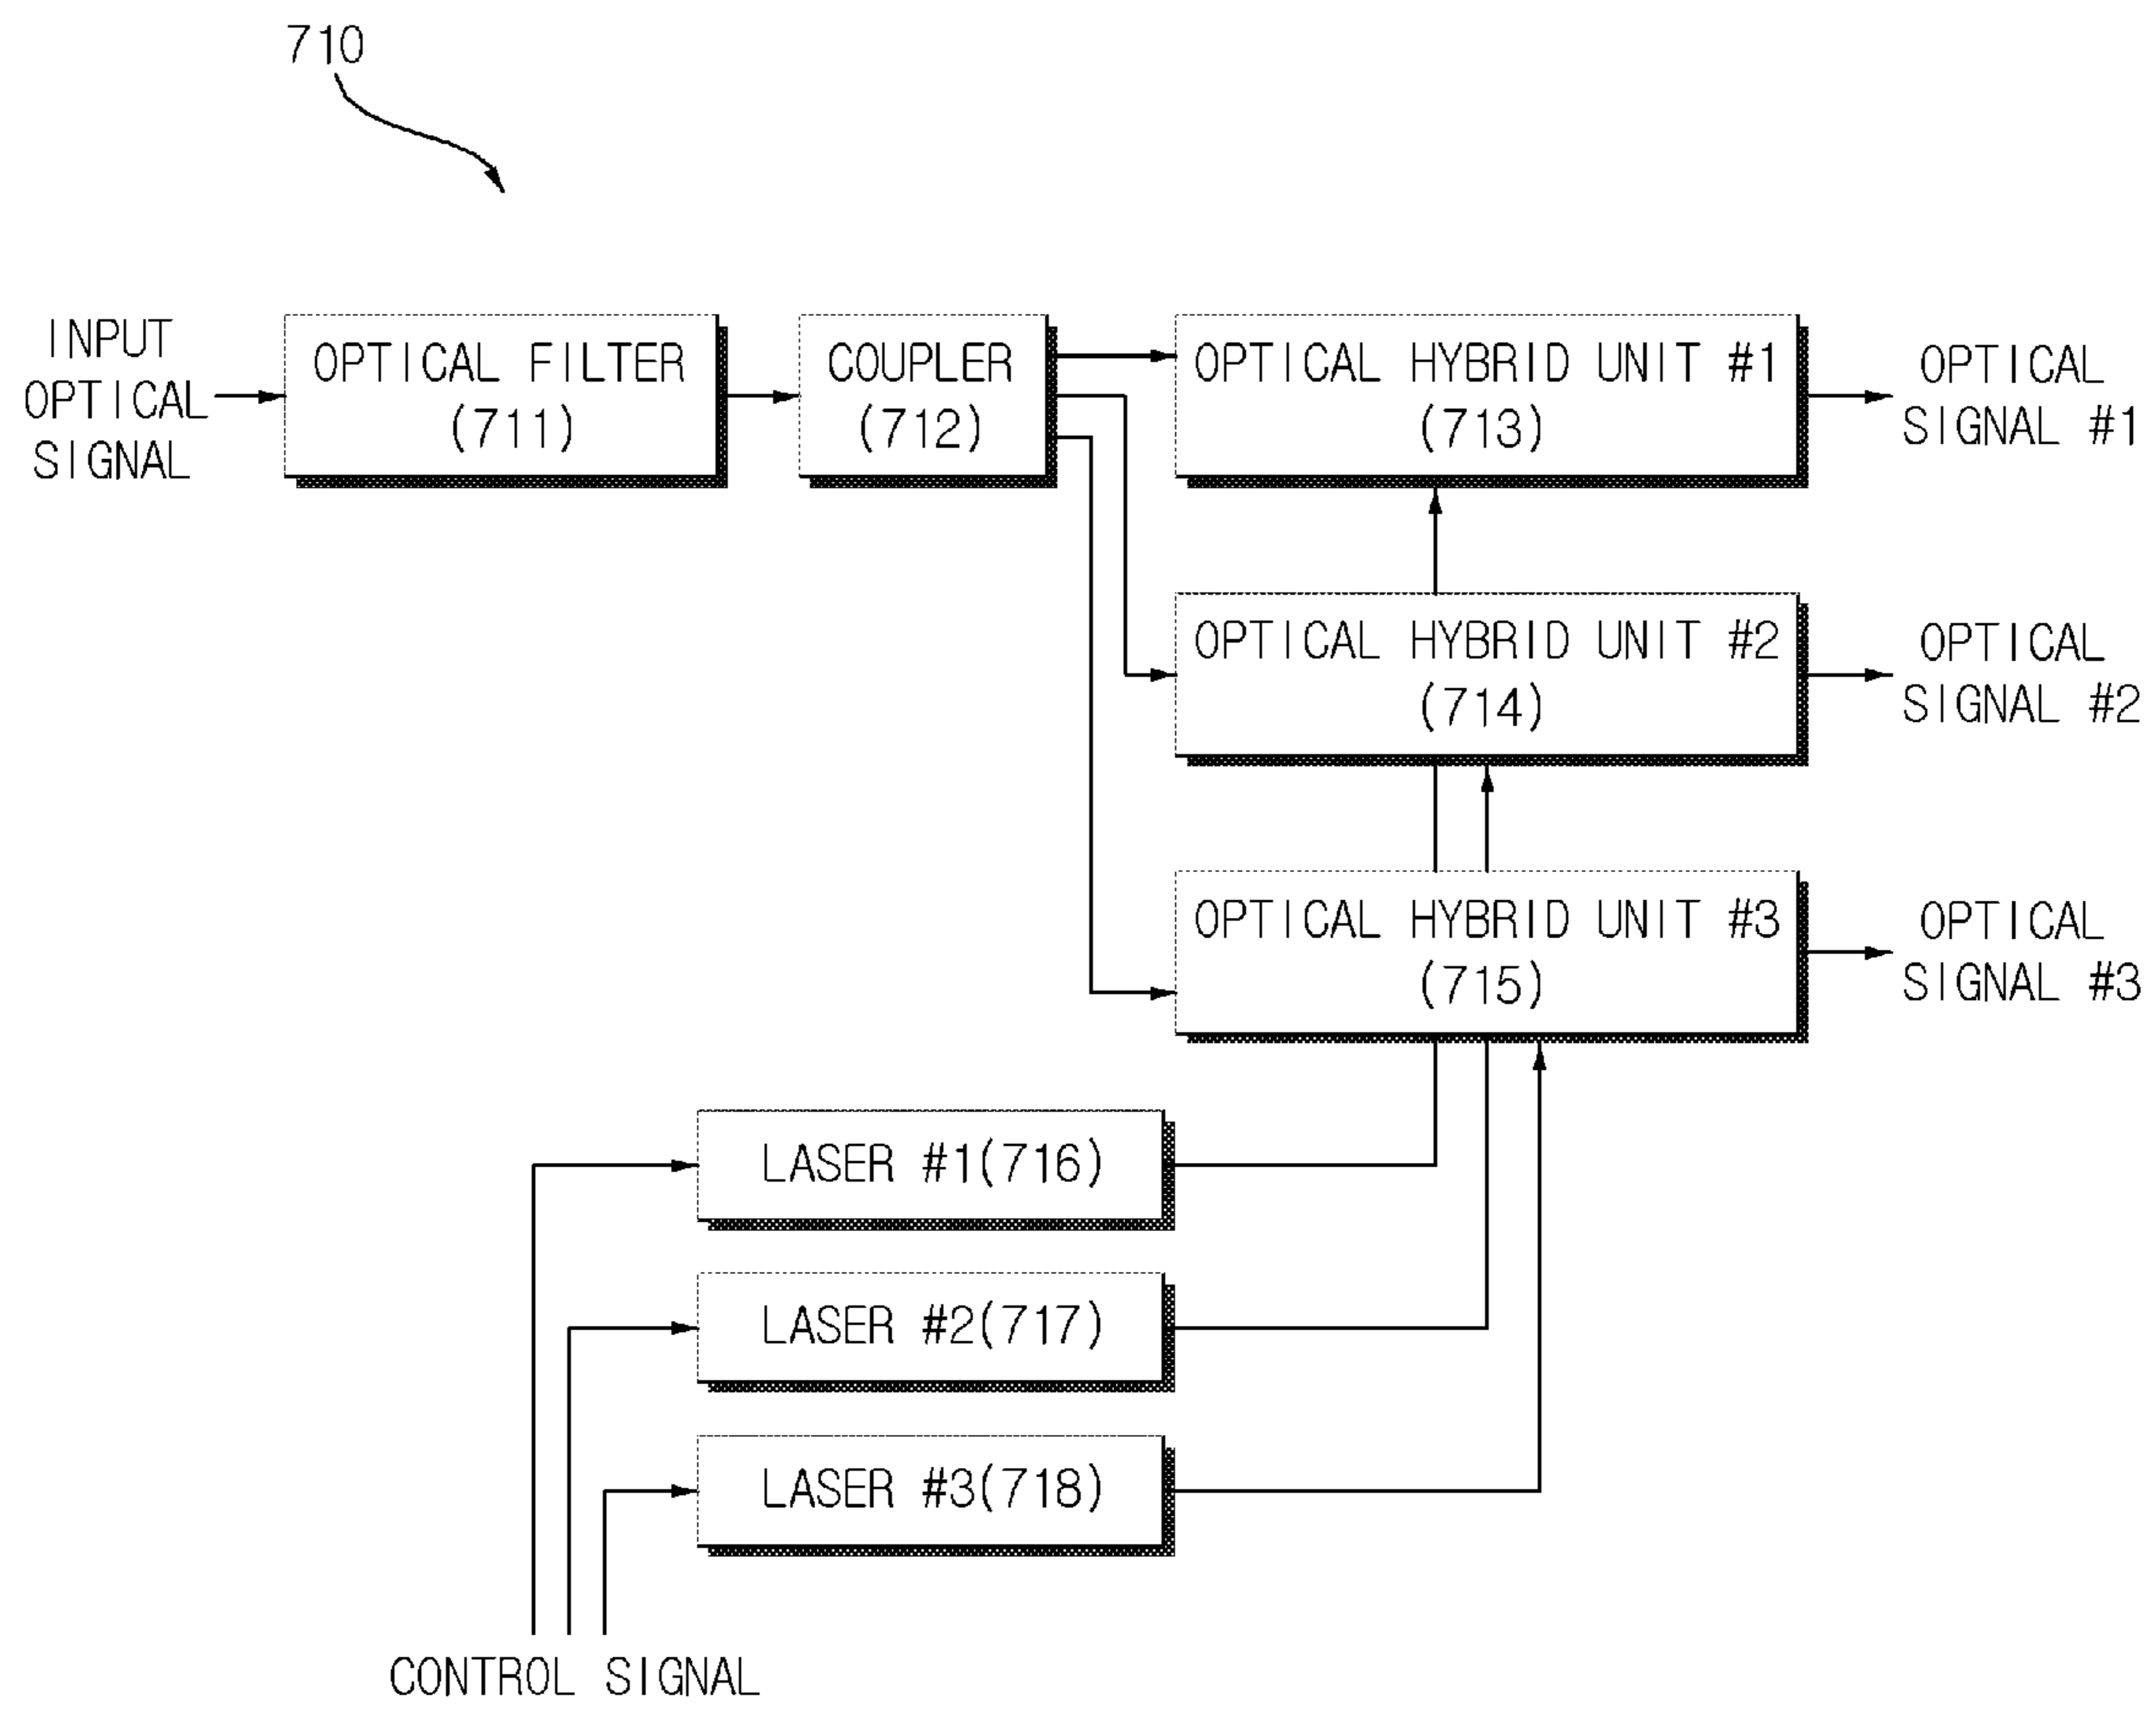 710
INPUT
OPTICAL
SIGNAL
OPTICAL FILTER
(711)
COUPLER
(712)
OPTICAL HYBRID UNIT #1
(713)
OPTICAL
SIGNAL #1
OPTICAL HYBRID UNIT #2
(714)
OPTICAL
SIGNAL #2
OPTICAL HYBRID UNIT #3
(715)
OPTICAL
SIGNAL #3
LASER #1(716)
LASER #2(717)
LASER #3(718)
CONTROL SIGNAL